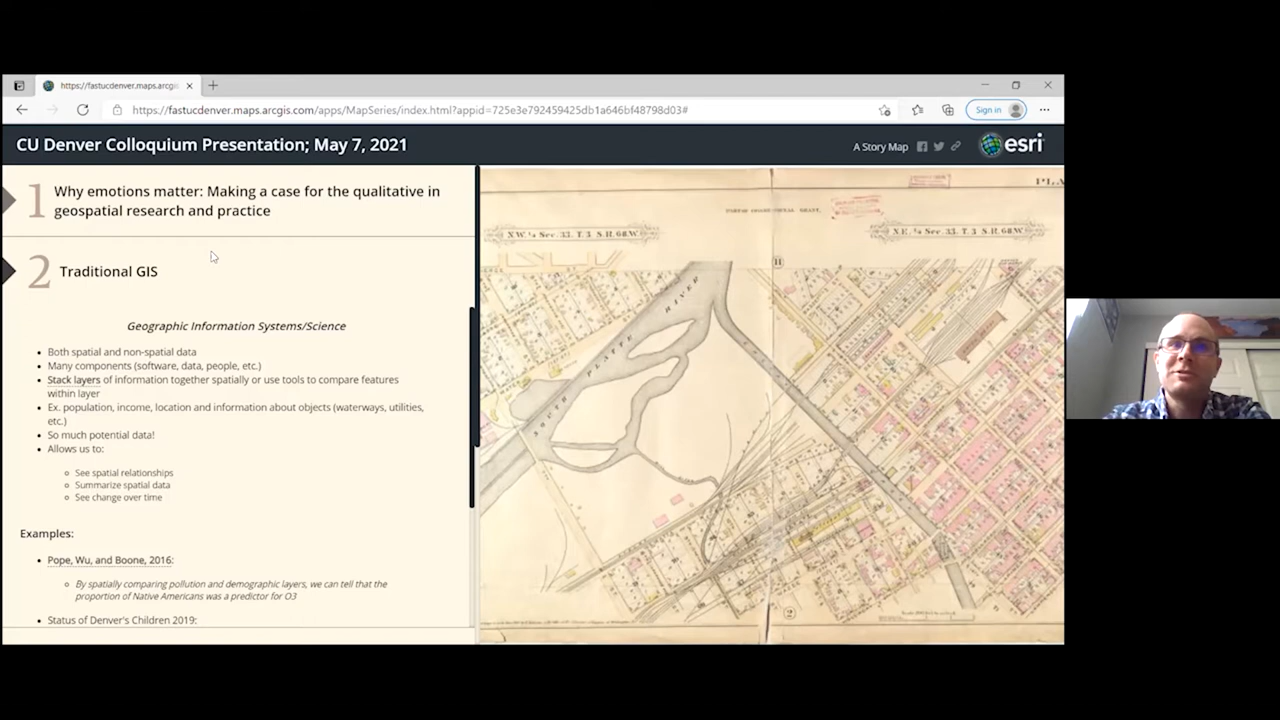 https://fastucdenver.maps.arcgis
https://fastucdenver.maps.arcgis.com/apps/MapSeries/index.html?appid=725e3e792459425db1a646bf48798d03#
Sign in
CU Denver Colloquium Presentation; May 7, 2021
A Story Map
esri
1
Why emotions matter: Making a case for the qualitative in
geospatial research and practice
2
Traditional GIS
Geographic Information Systems/Science
• Both spatial and non-spatial data
• Many components (software, data, people, etc.)
• Stack layers of information together spatially or use tools to compare features
within layer
• Ex. population, income, location and information about objects (waterways, utilities,
etc.)
• So much potential data!
• Allows us to:
See spatial relationships
Summarize spatial data
See change over time
Examples:
• Pope, Wu, and Boone, 2016:
By spatially comparing pollution and demographic layers, we can tell that the
proportion of Native Americans was a predictor for O3
• Status of Denver's Children 2019:
PLA
N.W. ¼ Sec. 33. T. 3 S. R. 68. W.
N.E. ¼ Sec. 33. T. 3 S. R. 68. W.
11
SOUTH PLATTE RIVER
2